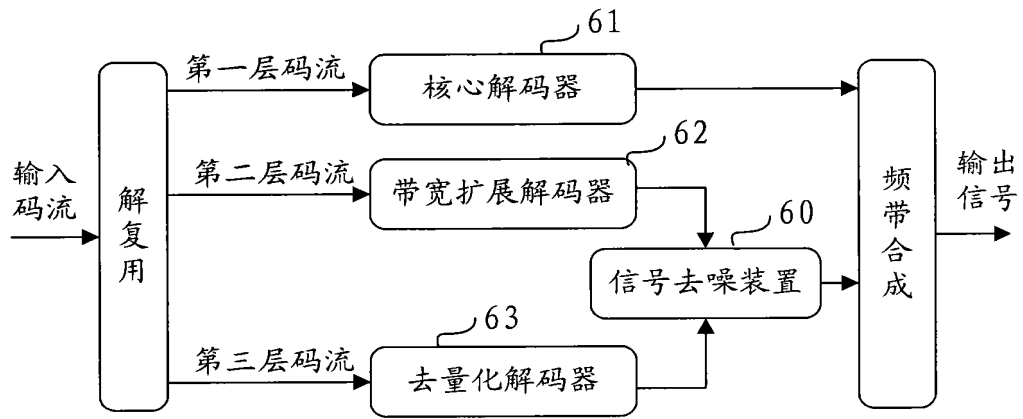 61
第一层码流
核心解码器
62
第二层码流
带宽扩展解码器
输入
码流
解
复
用
60
信号去噪装置
频
带
合
成
输出
信号
63
第三层码流
去量化解码器